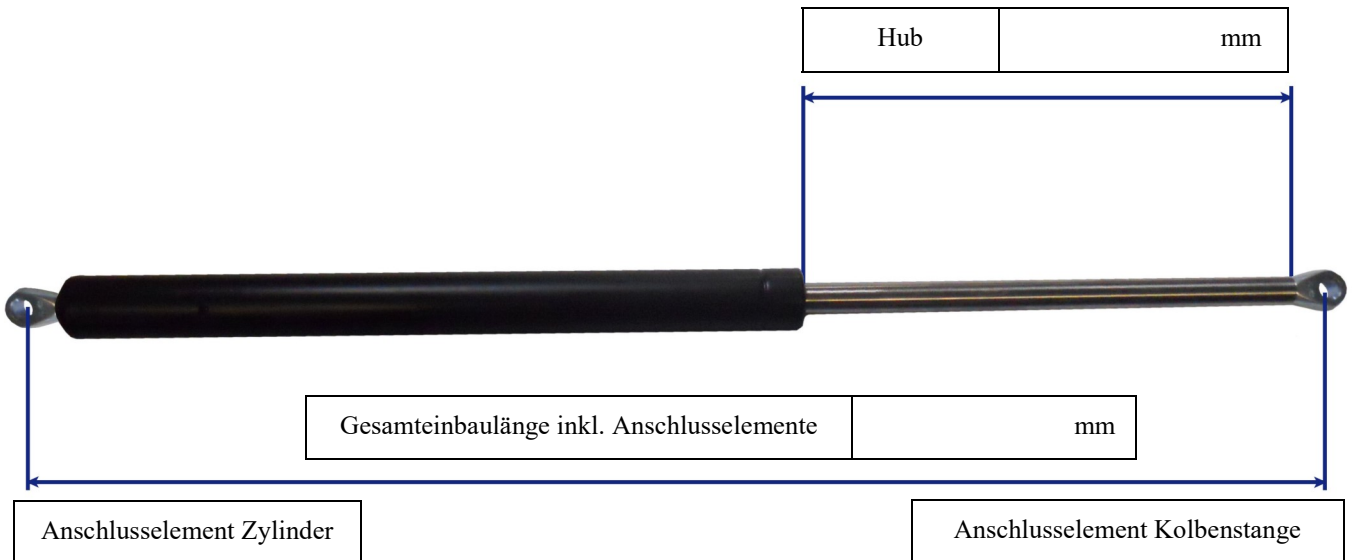 Hub mm
Gesamteinbaulänge inkl. Anschlusselemente mm
Anschlusselement Zylinder
Anschlusselement Kolbenstange